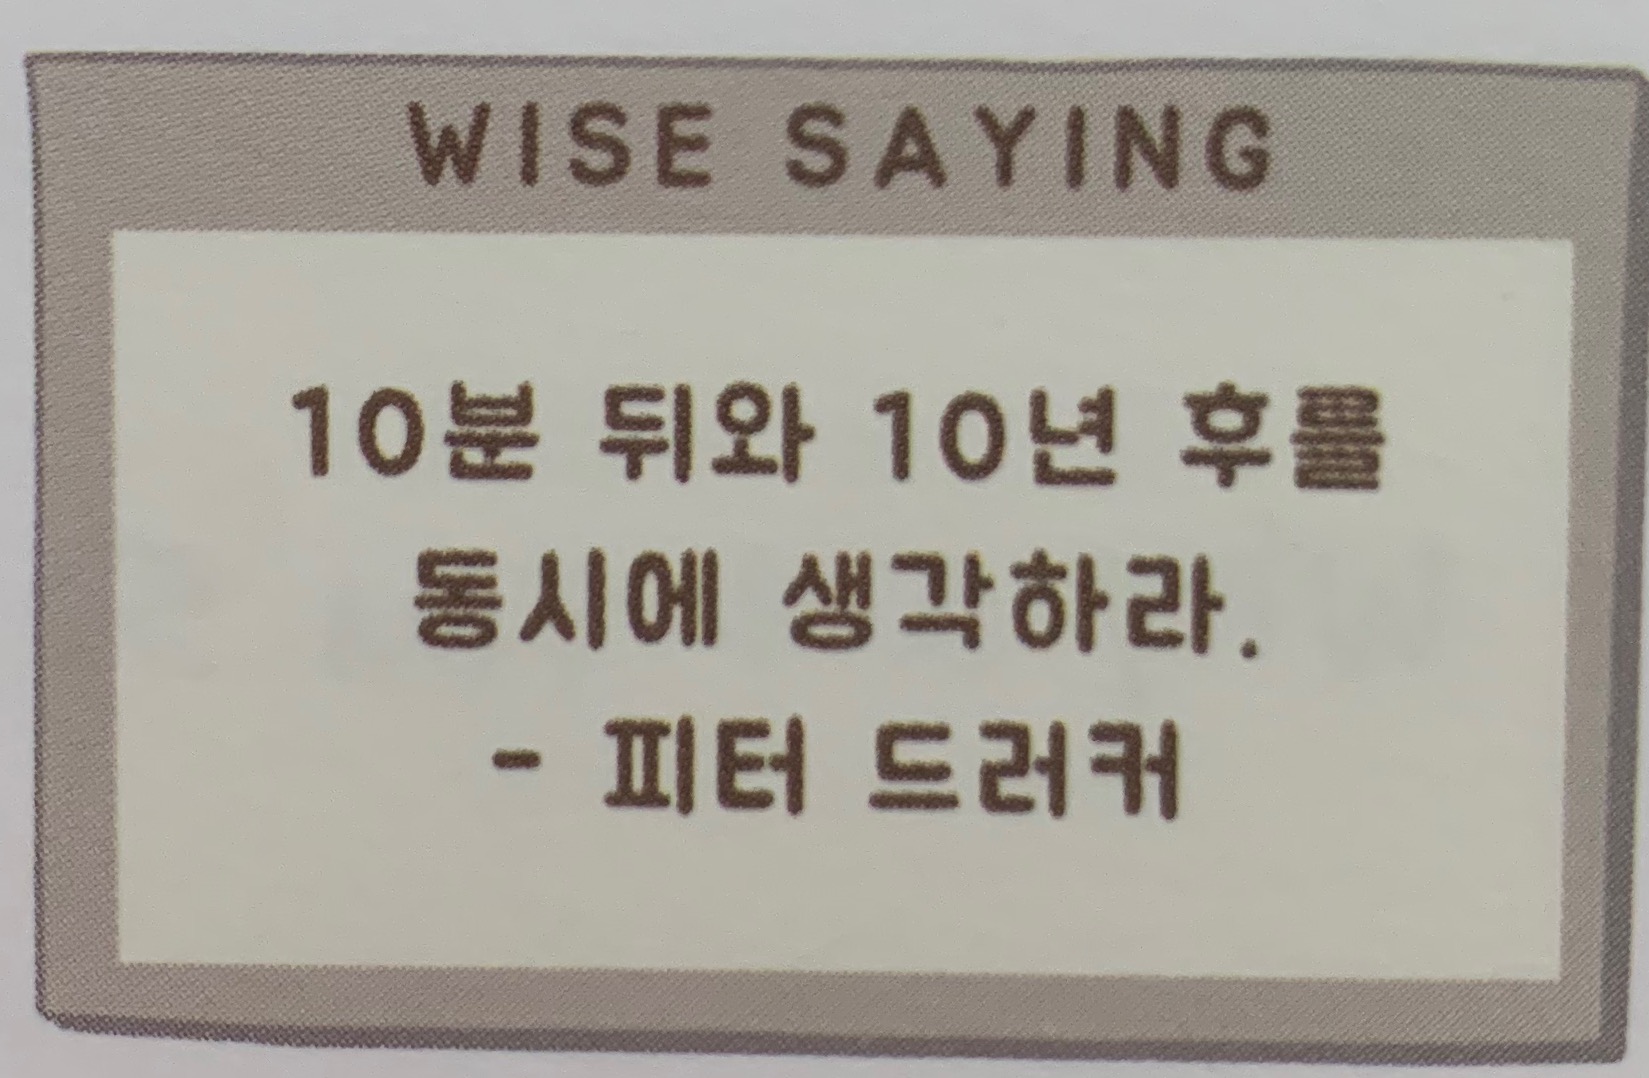 WISE SAYING
10분 뒤와 10년 후를
동시에 생각하라.
- 피터 드러커